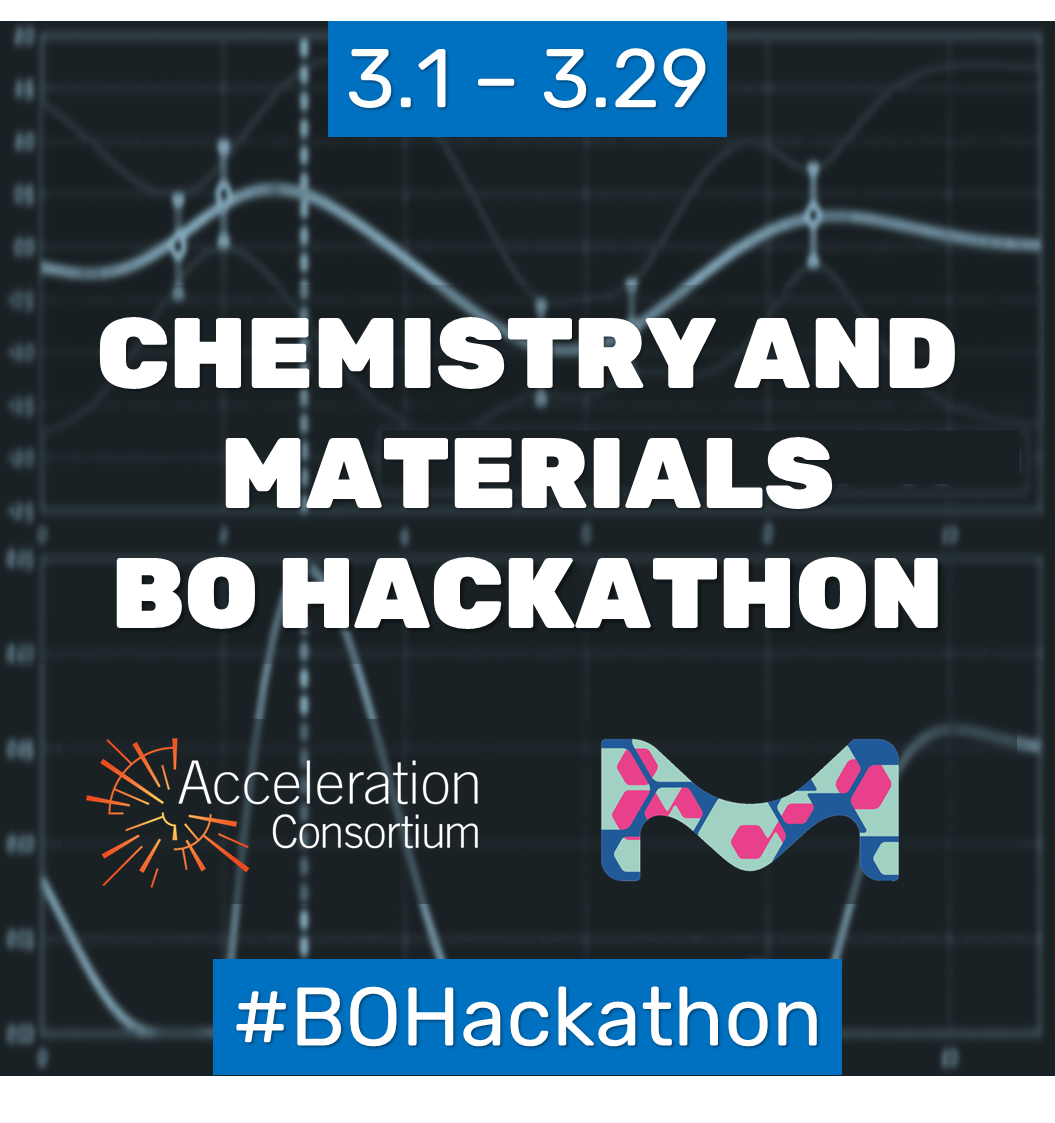 3.1 – 3.29
CHEMISTRY AND
MATERIALS
BO HACKATHON
Acceleration
Consortium
#BOHackathon